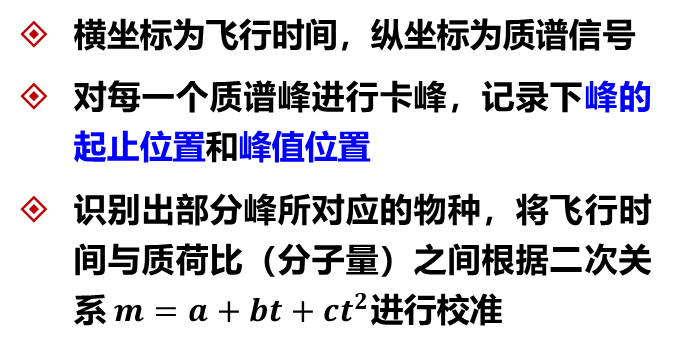 横坐标为飞行时间，纵坐标为质谱信号
对每一个质谱峰进行卡峰，记录下峰的
起止位置和峰值位置
识别出部分峰所对应的物种，将飞行时
间与质荷比（分子量）之间根据二次关
系 m = a + bt + ct² 进行校准